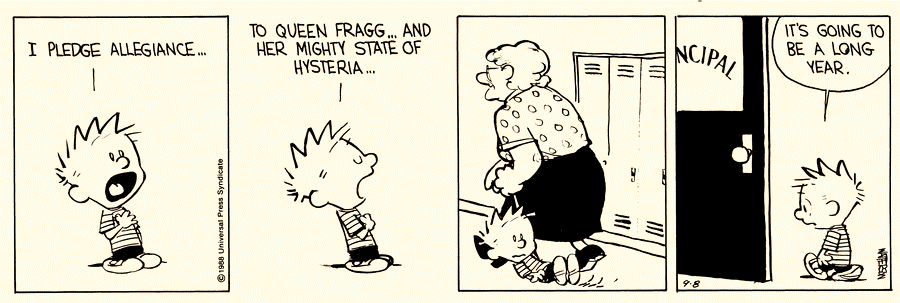 I PLEDGE ALLEGIANCE...
TO QUEEN FRAGG... AND
HER MIGHTY STATE OF
HYSTERIA...
© 1988 Universal Press Syndicate
NCIPAL
IT'S GOING TO
BE A LONG
YEAR.
9-8
WATTERSON